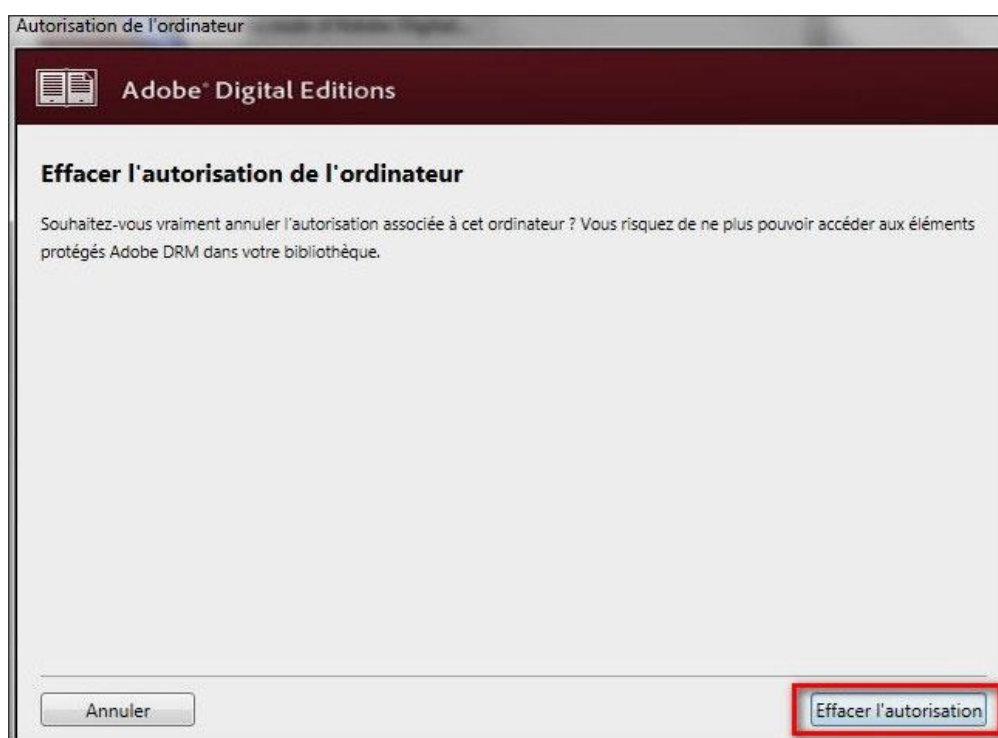 Autorisation de l'ordinateur
Adobe® Digital Editions
Effacer l'autorisation de l'ordinateur
Souhaitez-vous vraiment annuler l'autorisation associée à cet ordinateur ? Vous risquez de ne plus pouvoir accéder aux éléments
protégés Adobe DRM dans votre bibliothèque.
Annuler
Effacer l'autorisation